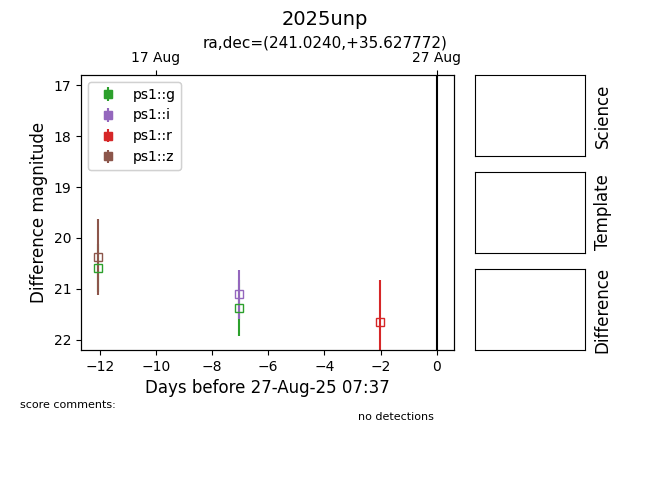 2025unp
ra,dec=(241.0240,+35.627772)
17 Aug 27 Aug
ps1::g
ps1::i
ps1::r
ps1::z
17
18
19
20
21
22
Difference magnitude
−12 −10 −8 −6 −4 −2 0
Days before 27-Aug-25 07:37
Science
Template
Difference
score comments:
no detections